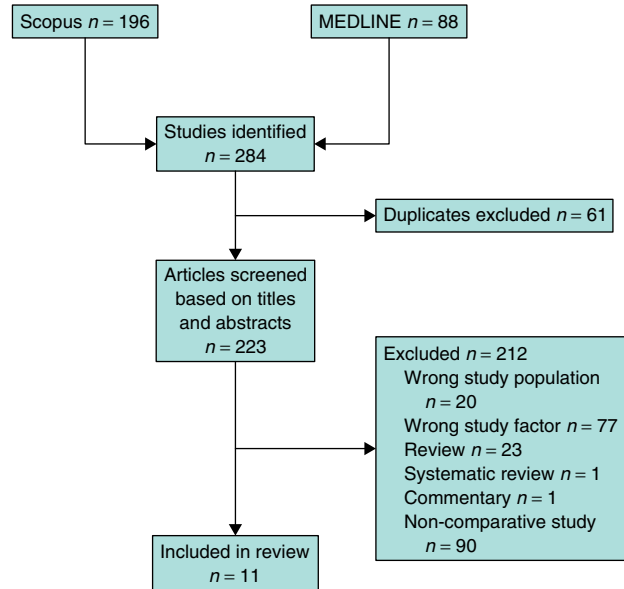 Scopus n = 196
MEDLINE n = 88
Studies identified
n = 284
Duplicates excluded n = 61
Articles screened
based on titles
and abstracts
n = 223
Excluded n = 212
Wrong study population
n = 20
Wrong study factor n = 77
Review n = 23
Systematic review n = 1
Commentary n = 1
Non-comparative study
n = 90
Included in review
n = 11